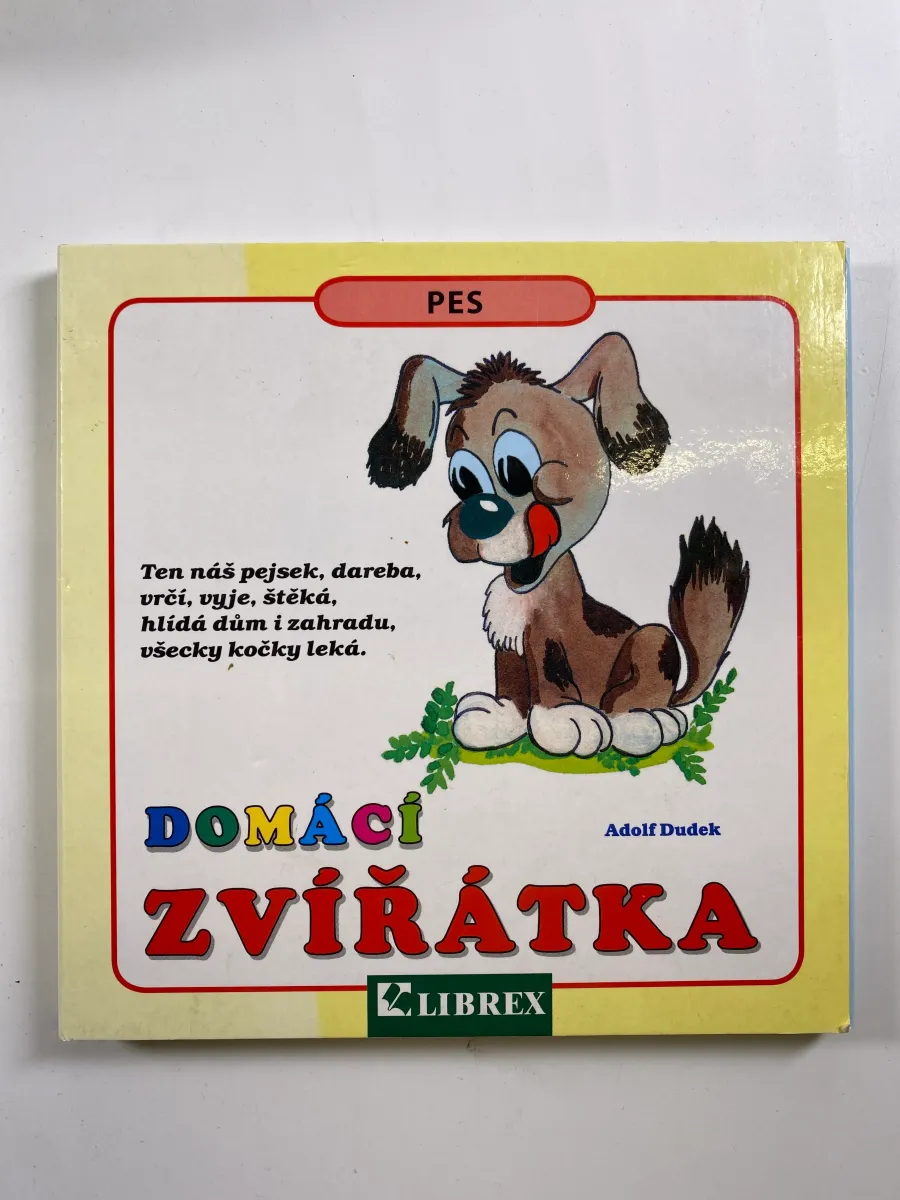 PES
Ten náš pejsek, dareba,
vrčí, vyje, štěká,
hlídá dům i zahradu,
všecky kočky leká.
DOMÁCÍ
Adolf Dudek
ZVÍŘÁTKA
LIBREX